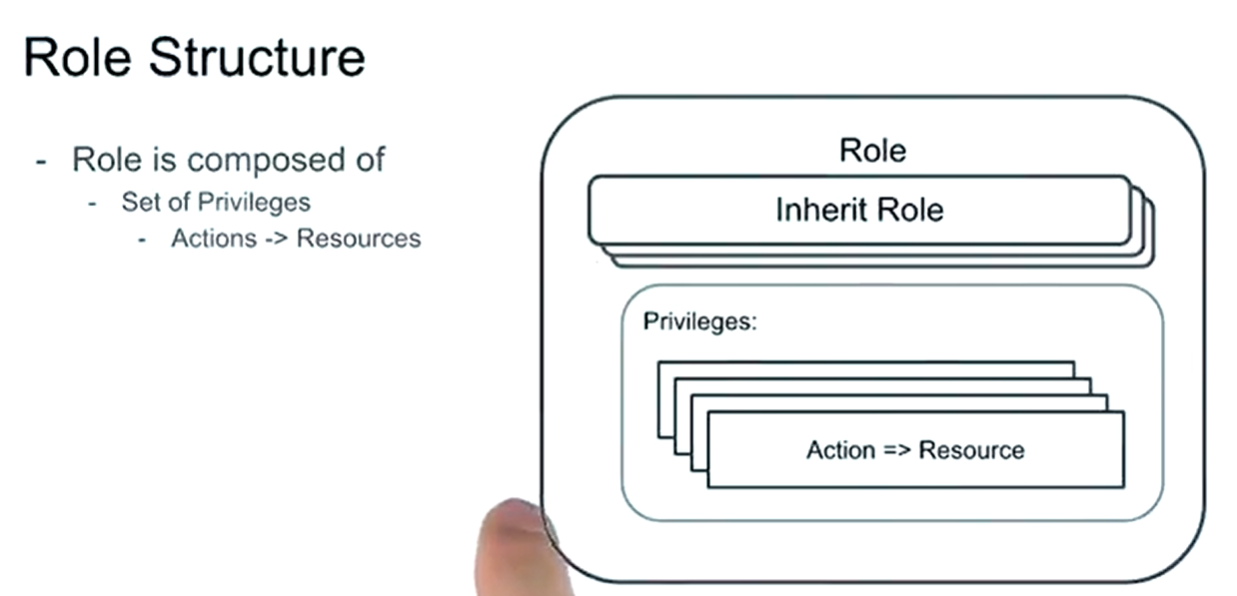 Role Structure
- Role is composed of
- Set of Privileges
- Actions -> Resources
Role
Inherit Role
Privileges:
Action => Resource